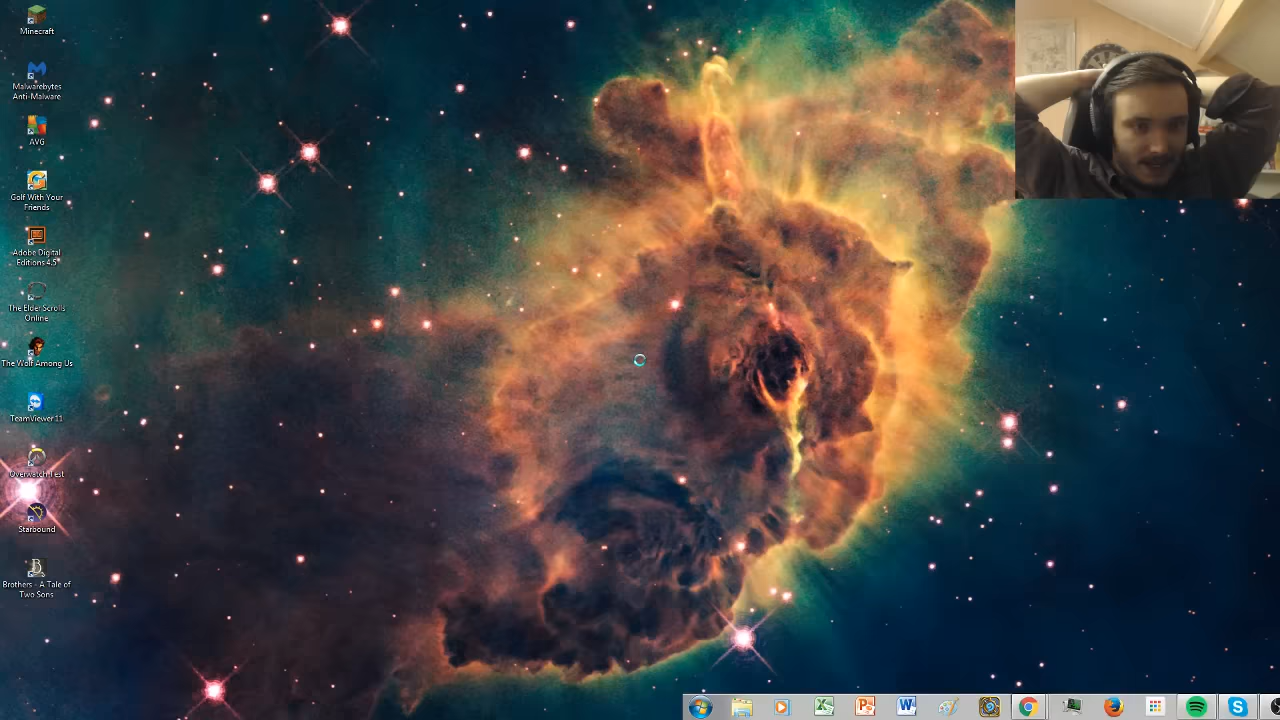 Minecraft
Malwarebytes
Anti-Malware
AVG
Golf With Your
Friends
Adobe Digital
Editions 4.5
The Elder Scrolls
Online
The Wolf Among Us
TeamViewer 11
Overwatch Test
Starbound
Brothers - A Tale of
Two Sons